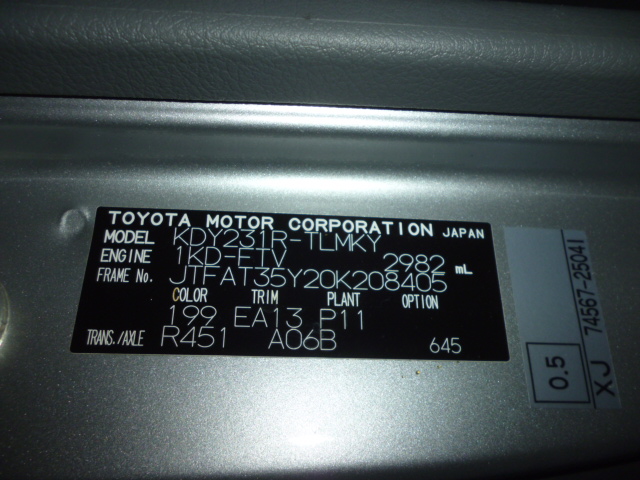 TOYOTA MOTOR CORPORATION JAPAN
MODEL KDY231R-TLMKY
ENGINE 1KD-FTV 2982 mL
FRAME No. JTFAT35Y20K208405
COLOR TRIM PLANT OPTION
199 EA13 P11
TRANS./AXLE R451 A06B 645
0.5
XJ 74567-25041